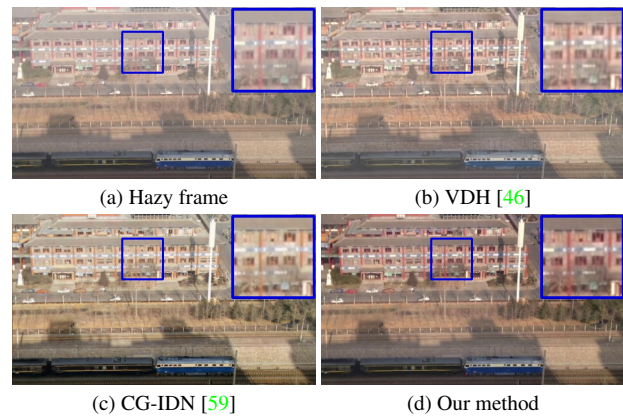 (a) Hazy frame
(b) VDH [46]
(c) CG-IDN [59]
(d) Our method